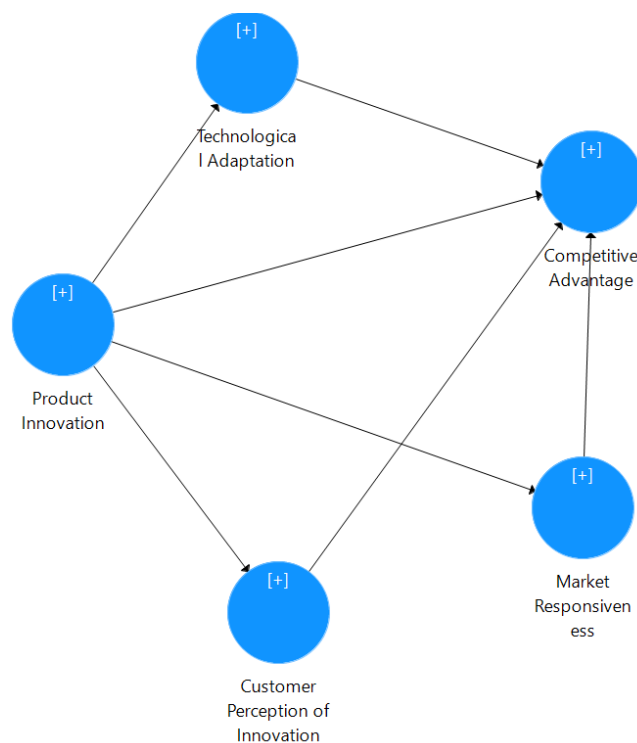 [+]
Technologica
l Adaptation
[+]
Competitive
Advantage
[+]
Product
Innovation
[+]
Market
Responsiven
ess
[+]
Customer
Perception of
Innovation